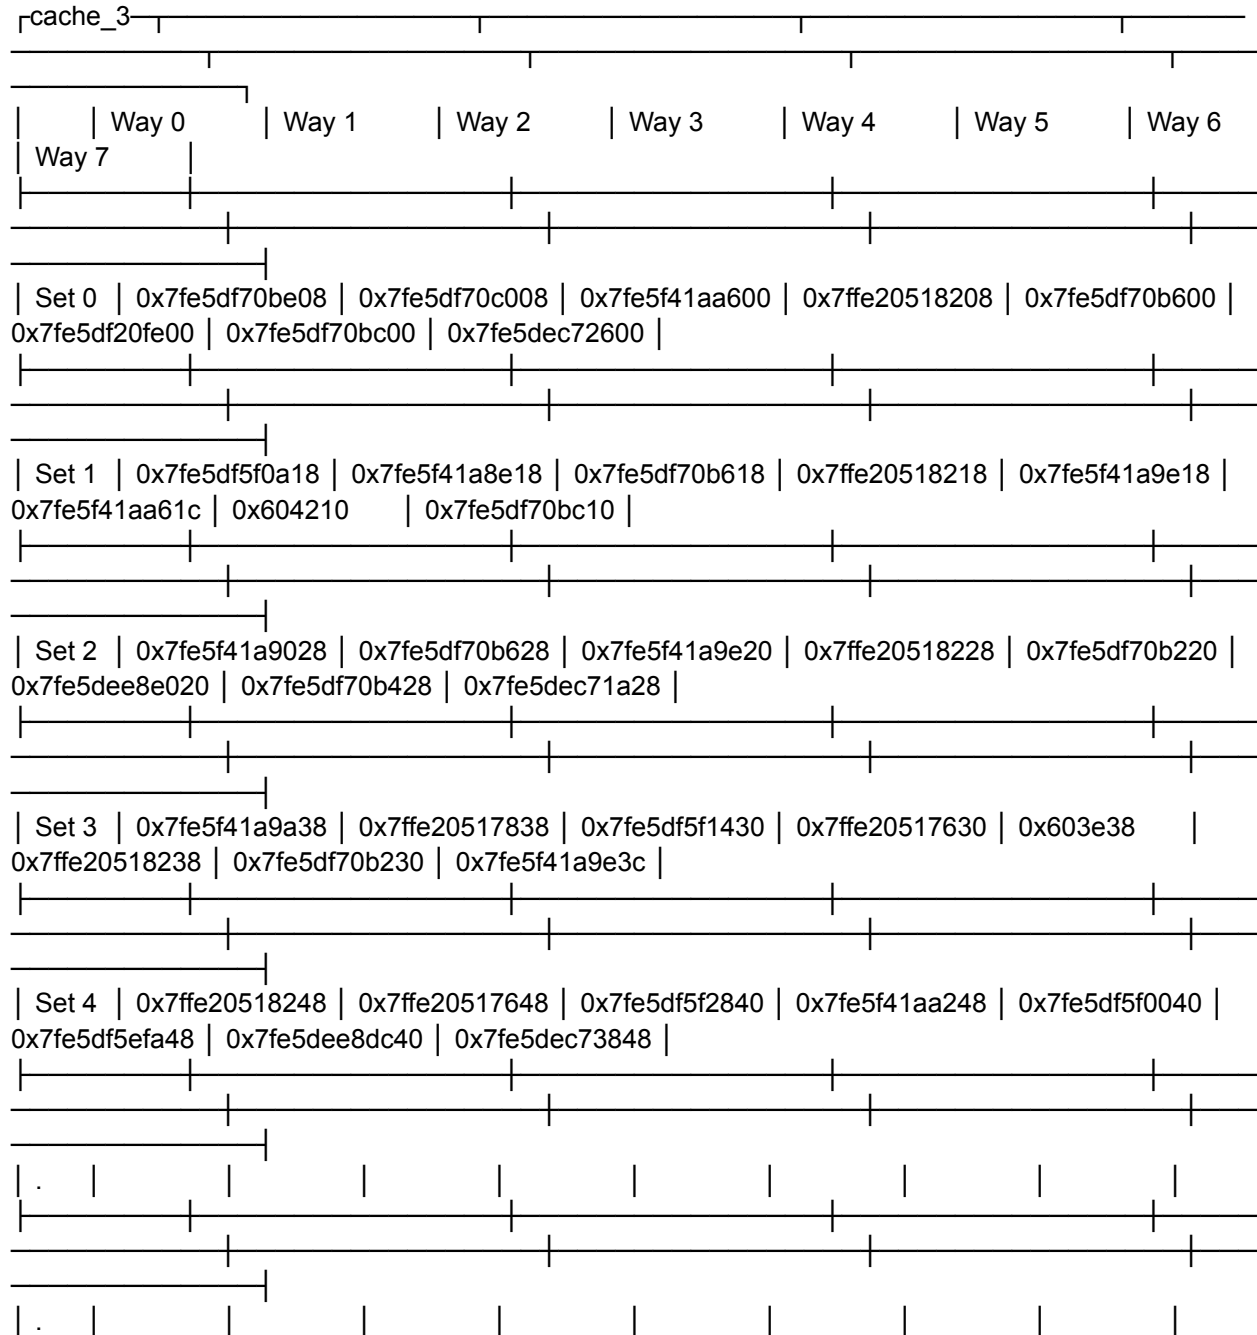 cache_3
│ │ Way 0 │ Way 1 │ Way 2 │ Way 3 │ Way 4 │ Way 5 │ Way 6
│ Way 7 │
│ Set 0 │ 0x7fe5df70be08 │ 0x7fe5df70c008 │ 0x7fe5f41aa600 │ 0x7ffe20518208 │ 0x7fe5df70b600 │
0x7fe5df20fe00 │ 0x7fe5df70bc00 │ 0x7fe5dec72600 │
│ Set 1 │ 0x7fe5df5f0a18 │ 0x7fe5f41a8e18 │ 0x7fe5df70b618 │ 0x7ffe20518218 │ 0x7fe5f41a9e18 │
0x7fe5f41aa61c │ 0x604210 │ 0x7fe5df70bc10 │
│ Set 2 │ 0x7fe5f41a9028 │ 0x7fe5df70b628 │ 0x7fe5f41a9e20 │ 0x7ffe20518228 │ 0x7fe5df70b220 │
0x7fe5dee8e020 │ 0x7fe5df70b428 │ 0x7fe5dec71a28 │
│ Set 3 │ 0x7fe5f41a9a38 │ 0x7ffe20517838 │ 0x7fe5df5f1430 │ 0x7ffe20517630 │ 0x603e38 │
0x7ffe20518238 │ 0x7fe5df70b230 │ 0x7fe5f41a9e3c │
│ Set 4 │ 0x7ffe20518248 │ 0x7ffe20517648 │ 0x7fe5df5f2840 │ 0x7fe5f41aa248 │ 0x7fe5df5f0040 │
0x7fe5df5efa48 │ 0x7fe5dee8dc40 │ 0x7fe5dec73848 │
│ . │ │ │ │ │ │ │ │ │
│ . │ │ │ │ │ │ │ │ │